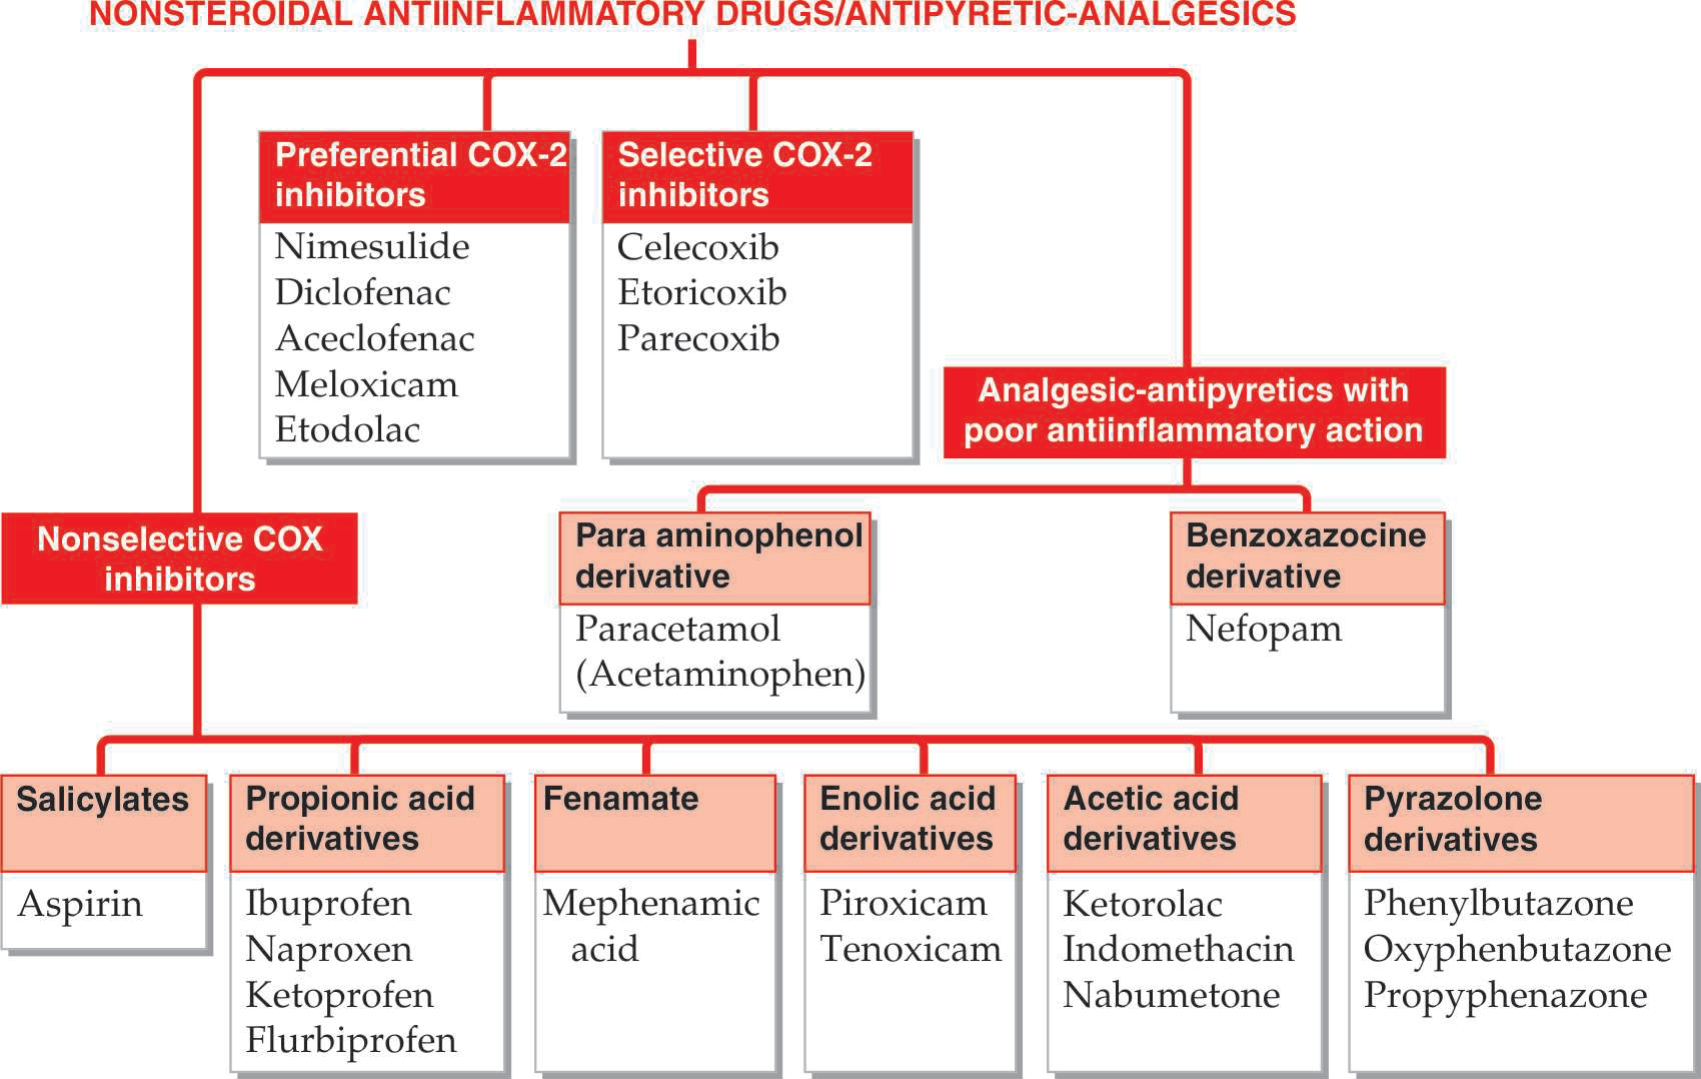 NONSTEROIDAL ANTIINFLAMMATORY DRUGS/ANTIPYRETIC-ANALGESICS
Preferential COX-2
inhibitors
Nimesulide
Diclofenac
Aceclofenac
Meloxicam
Etodolac
Selective COX-2
inhibitors
Celecoxib
Etoricoxib
Parecoxib
Analgesic-antipyretics with
poor antiinflammatory action
Nonselective COX
inhibitors
Para aminophenol
derivative
Paracetamol
(Acetaminophen)
Benzoxazocine
derivative
Nefopam
Salicylates
Aspirin
Propionic acid
derivatives
Ibuprofen
Naproxen
Ketoprofen
Flurbiprofen
Fenamate
Mephenamic
acid
Enolic acid
derivatives
Piroxicam
Tenoxicam
Acetic acid
derivatives
Ketorolac
Indomethacin
Nabumetone
Pyrazolone
derivatives
Phenylbutazone
Oxyphenbutazone
Propyphenazone